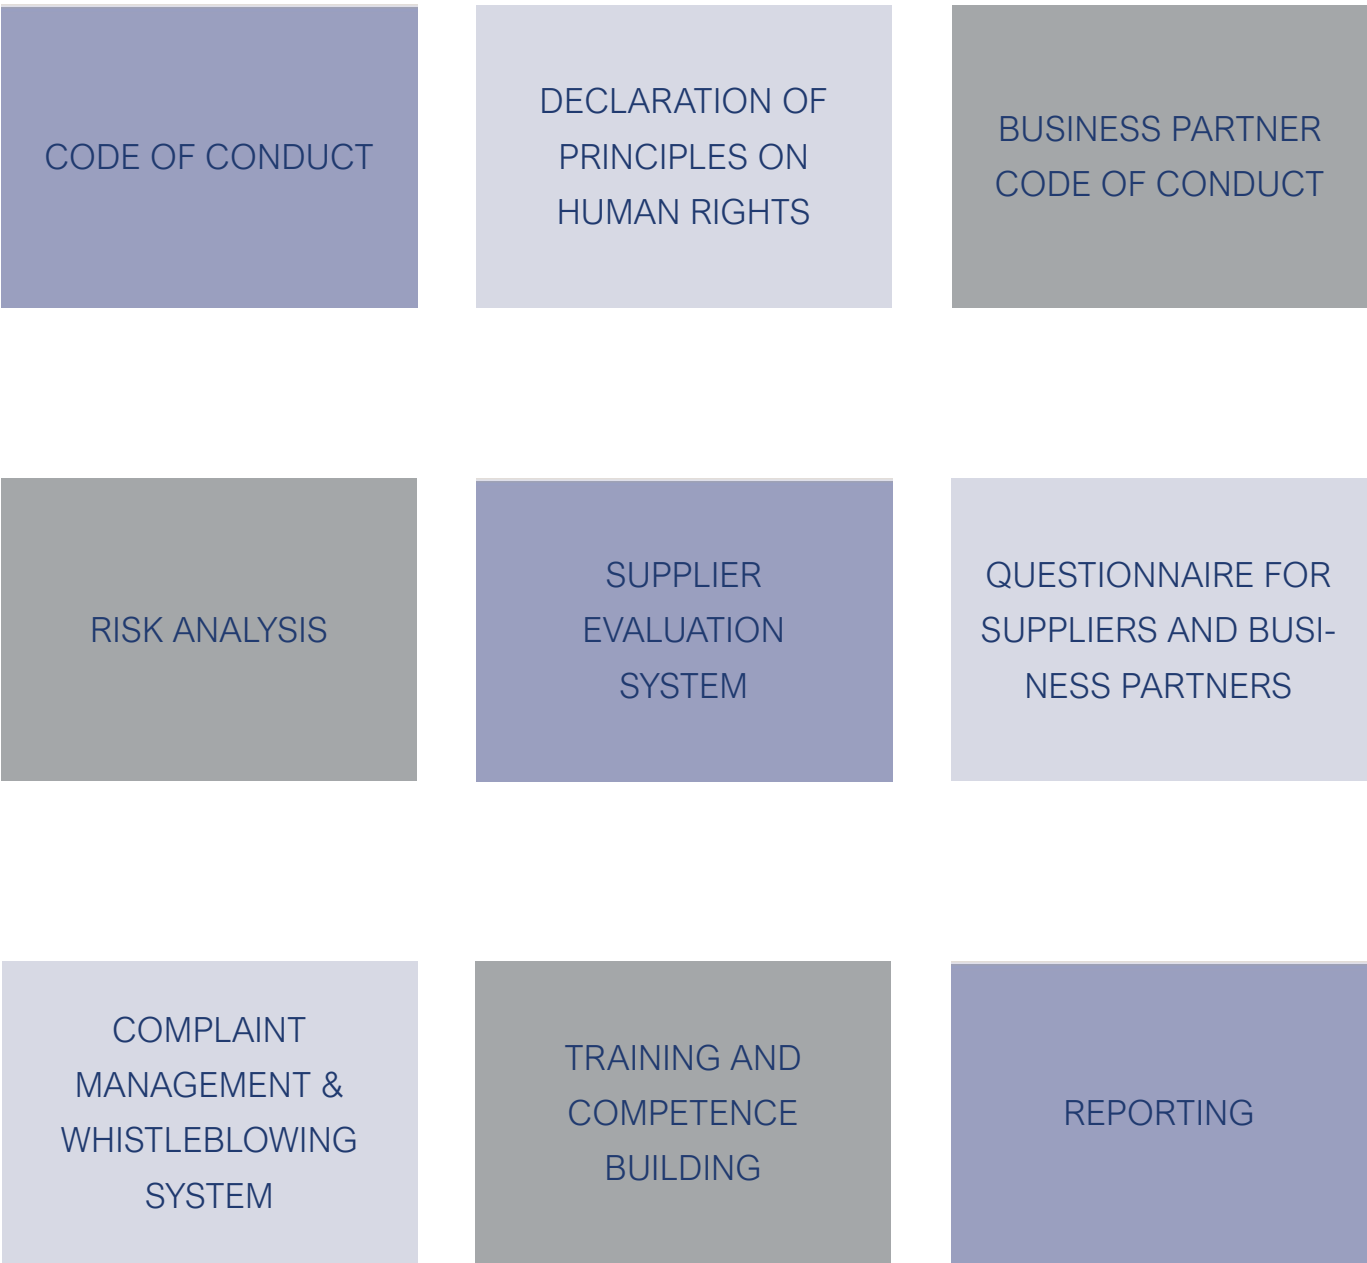 CODE OF CONDUCT
DECLARATION OF
PRINCIPLES ON
HUMAN RIGHTS
BUSINESS PARTNER
CODE OF CONDUCT
RISK ANALYSIS
SUPPLIER
EVALUATION
SYSTEM
QUESTIONNAIRE FOR
SUPPLIERS AND BUSI-
NESS PARTNERS
COMPLAINT
MANAGEMENT &
WHISTLEBLOWING
SYSTEM
TRAINING AND
COMPETENCE
BUILDING
REPORTING